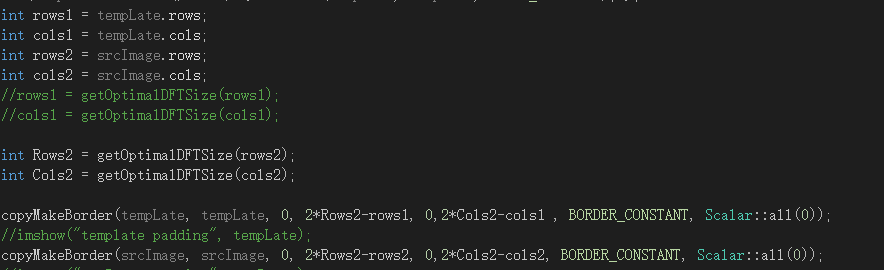 int rows1 = tempLate.rows;
int cols1 = tempLate.cols;
int rows2 = srcImage.rows;
int cols2 = srcImage.cols;
//rows1 = getOptimalDFTSize(rows1);
//cols1 = getOptimalDFTSize(cols1);
int Rows2 = getOptimalDFTSize(rows2);
int Cols2 = getOptimalDFTSize(cols2);
copyMakeBorder(tempLate, tempLate, 0, 2*Rows2-rows1, 0,2*Cols2-cols1 , BORDER_CONSTANT, Scalar::all(0));
//imshow("template padding", tempLate);
copyMakeBorder(srcImage, srcImage, 0, 2*Rows2-rows2, 0,2*Cols2-cols2, BORDER_CONSTANT, Scalar::all(0));